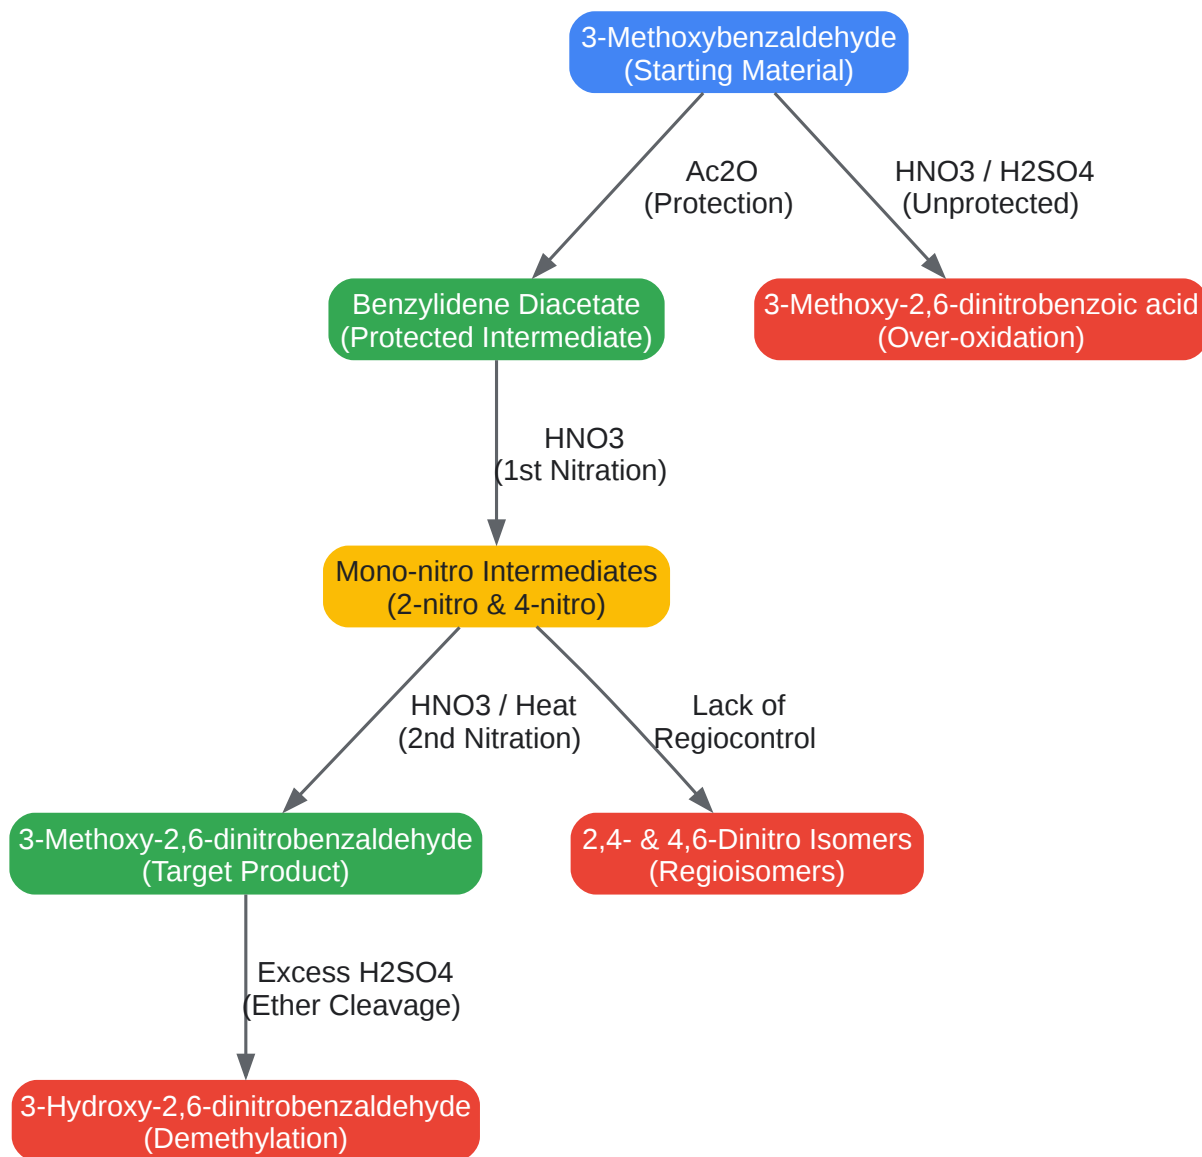 3-Methoxybenzaldehyde
(Starting Material)
Ac2O
(Protection)
HNO3 / H2SO4
(Unprotected)
Benzylidene Diacetate
(Protected Intermediate)
3-Methoxy-2,6-dinitrobenzoic acid
(Over-oxidation)
HNO3
(1st Nitration)
Mono-nitro Intermediates
(2-nitro & 4-nitro)
HNO3 / Heat
(2nd Nitration)
Lack of
Regiocontrol
3-Methoxy-2,6-dinitrobenzaldehyde
(Target Product)
2,4- & 4,6-Dinitro Isomers
(Regioisomers)
Excess H2SO4
(Ether Cleavage)
3-Hydroxy-2,6-dinitrobenzaldehyde
(Demethylation)